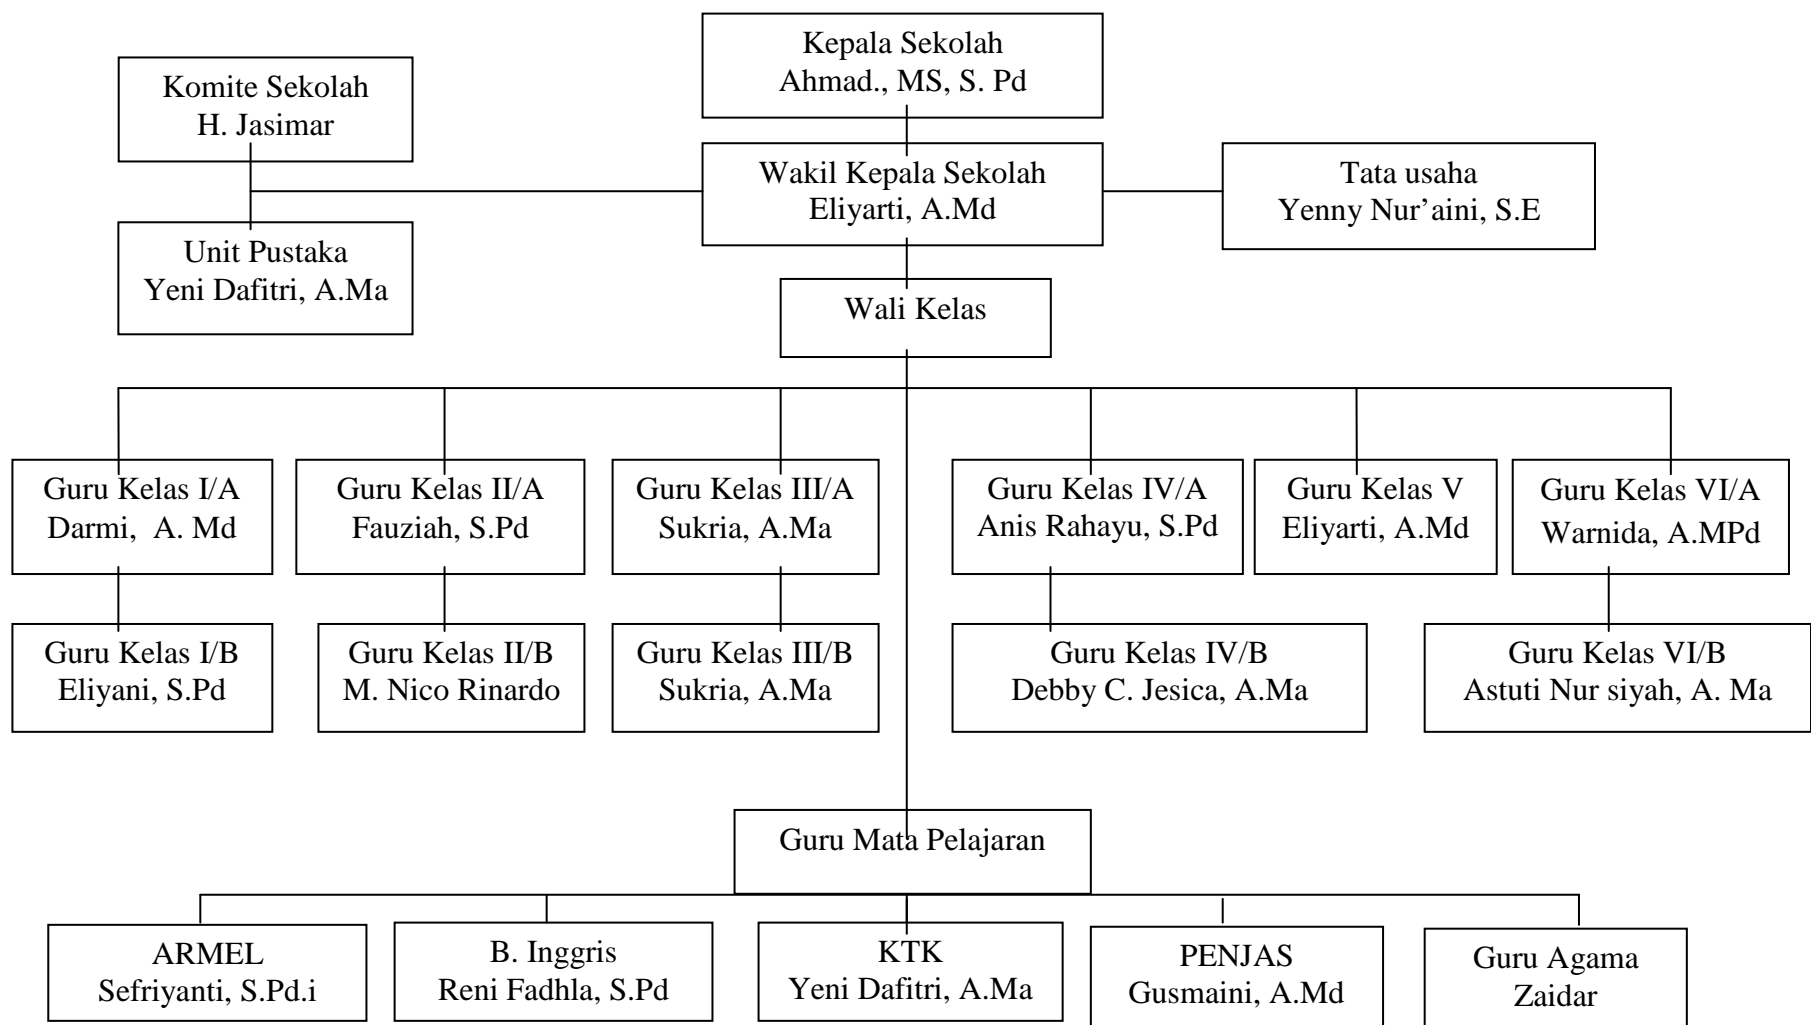 Kepala Sekolah
Ahmad., MS, S. Pd
Komite Sekolah
H. Jasimar
Wakil Kepala Sekolah
Eliyarti, A.Md
Tata usaha
Yenny Nur’aini, S.E
Unit Pustaka
Yeni Dafitri, A.Ma
Wali Kelas
Guru Kelas I/A
Darmi,  A. Md
Guru Kelas II/A
Fauziah, S.Pd
Guru Kelas III/A
Sukria, A.Ma
Guru Kelas IV/A
Anis Rahayu, S.Pd
Guru Kelas V
Eliyarti, A.Md
Guru Kelas VI/A
Warnida, A.MPd
Guru Kelas I/B
Eliyani, S.Pd
Guru Kelas II/B
M. Nico Rinardo
Guru Kelas III/B
Sukria, A.Ma
Guru Kelas IV/B
Debby C. Jesica, A.Ma
Guru Kelas VI/B
Astuti Nur siyah, A. Ma
Guru Mata Pelajaran
ARMEL
Sefriyanti, S.Pd.i
B. Inggris
Reni Fadhla, S.Pd
KTK
Yeni Dafitri, A.Ma
PENJAS
Gusmaini, A.Md
Guru Agama
Zaidar